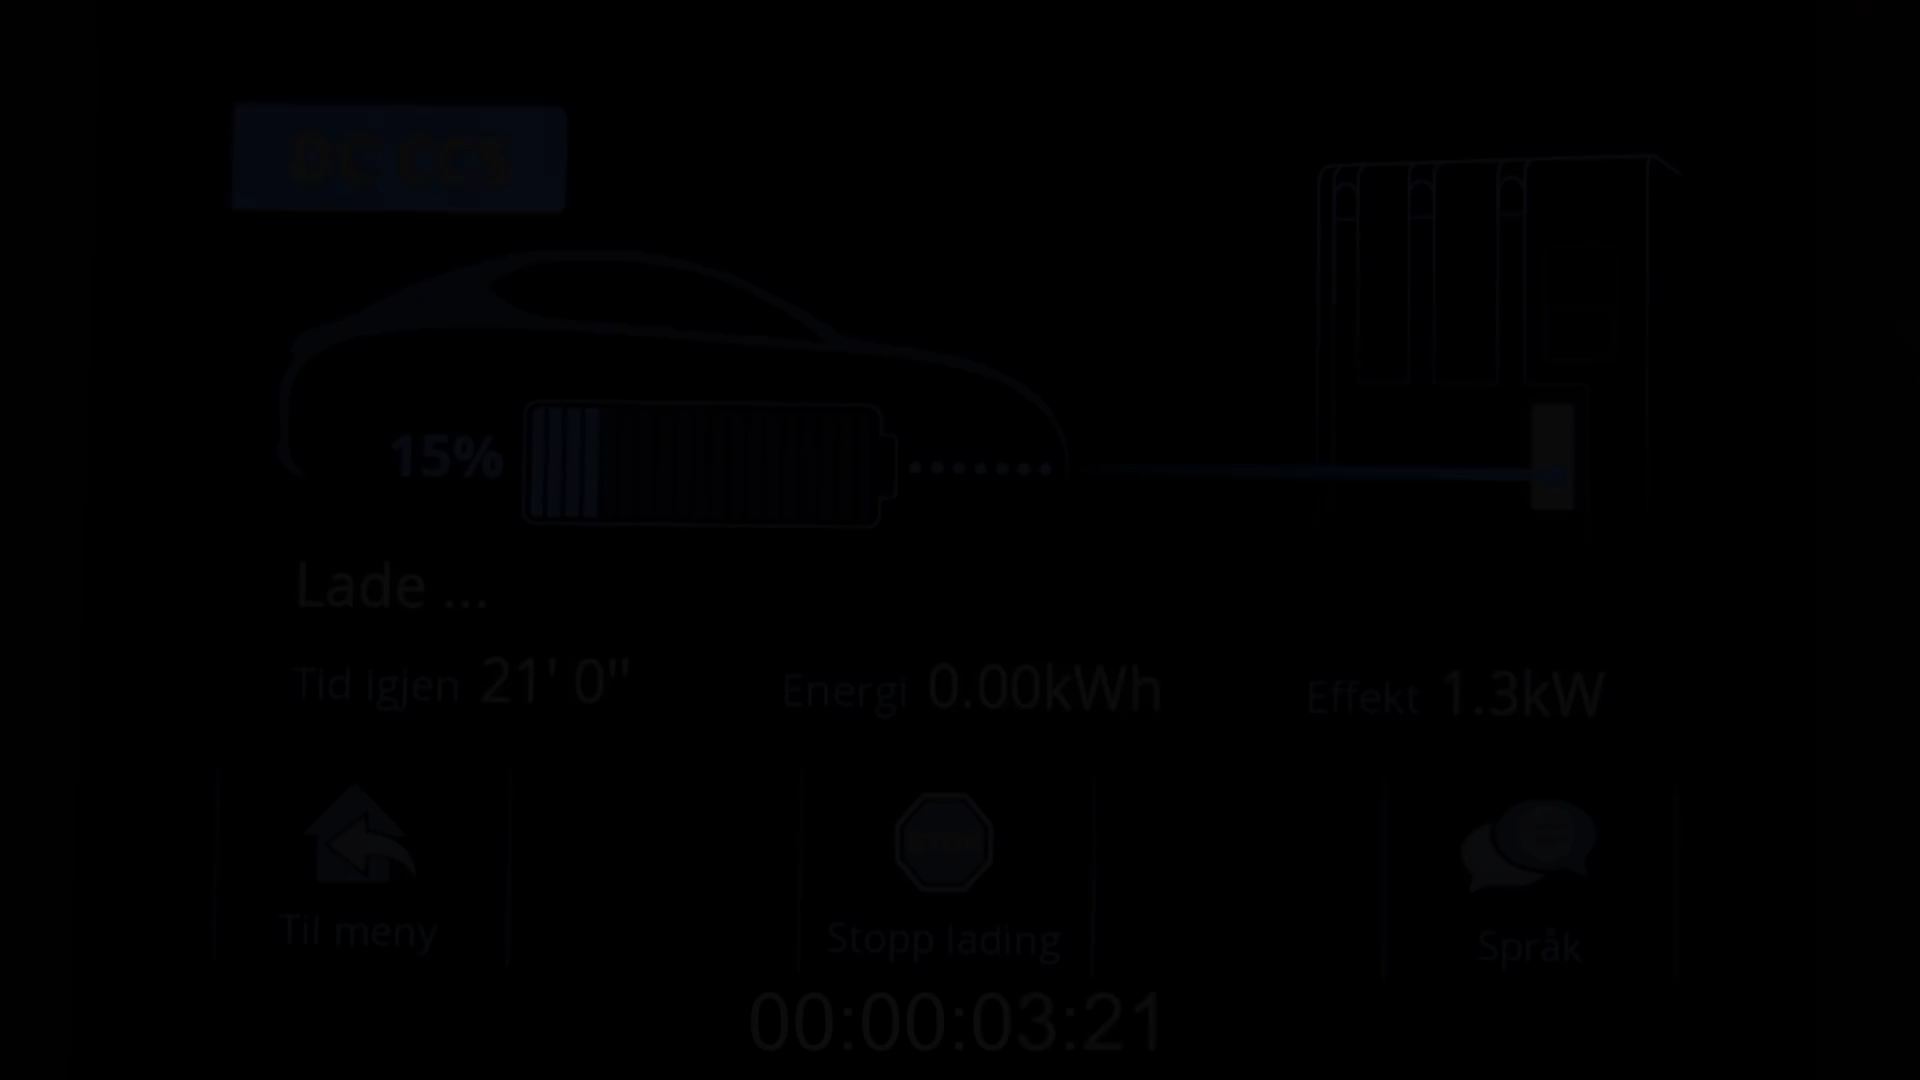 DC CCS
15%
Lade ...
Tid Igjen 21' 0"
Energi 0.00kWh
Effekt 1.3kW
Til meny
Stopp lading
Språk
00:00:03:21